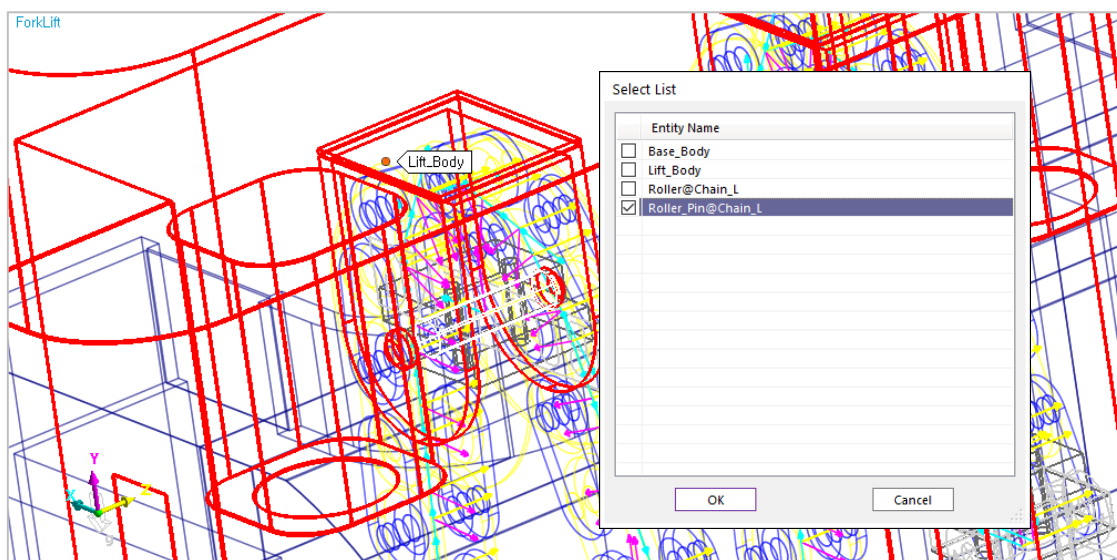 ForkLift
Select List
Entity Name
Base_Body
Lift_Body
Roller@Chain_L
Roller_Pin@Chain_L
OK
Cancel
Lift_Body
Y
X
Z
g